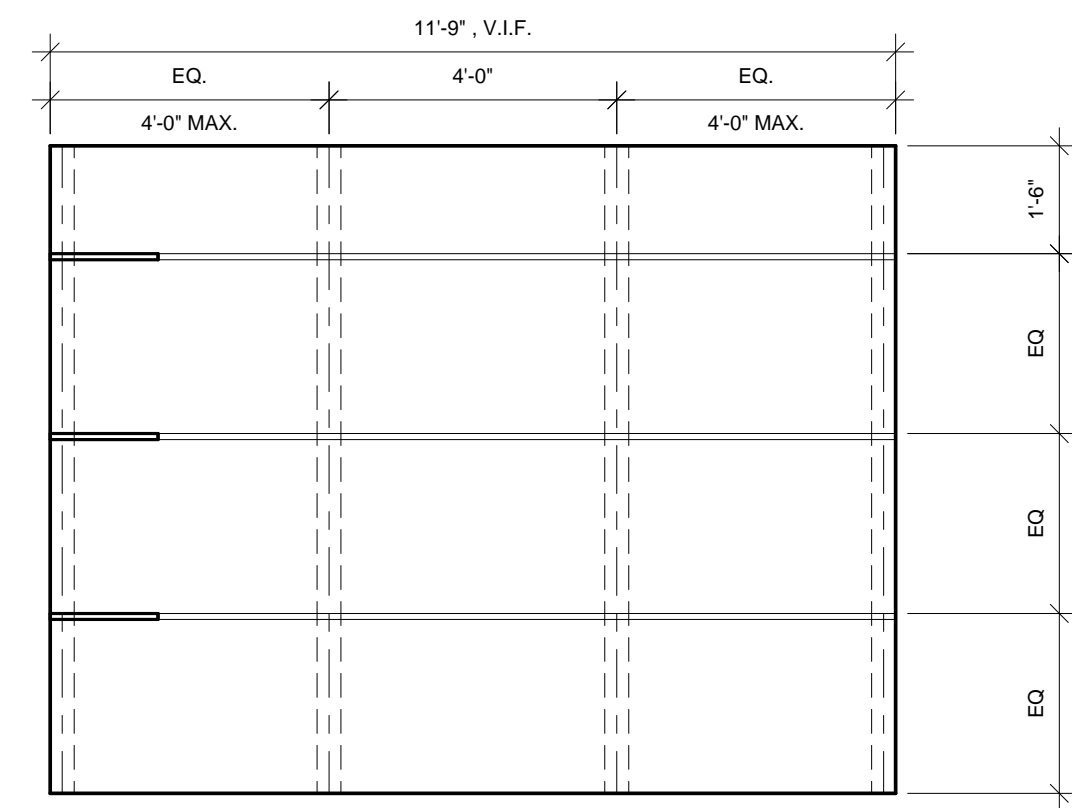 11'-9" , V.I.F.
EQ.
4'-0"
EQ.
4'-0" MAX.
4'-0" MAX.
1'-6"
EQ
EQ
EQ